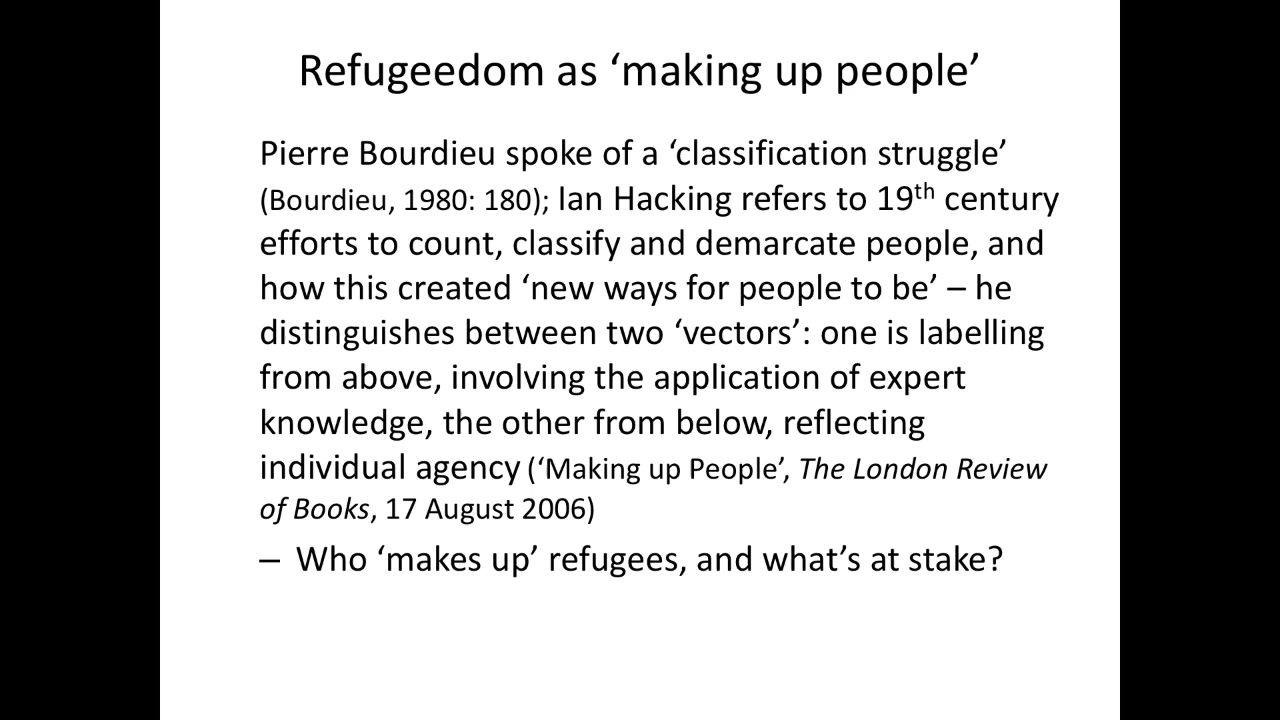 Refugeedom as ‘making up people’
Pierre Bourdieu spoke of a ‘classification struggle’
(Bourdieu, 1980: 180); Ian Hacking refers to 19th century
efforts to count, classify and demarcate people, and
how this created ‘new ways for people to be’ – he
distinguishes between two ‘vectors’: one is labelling
from above, involving the application of expert
knowledge, the other from below, reflecting
individual agency (‘Making up People’, The London Review
of Books, 17 August 2006)
– Who ‘makes up’ refugees, and what’s at stake?